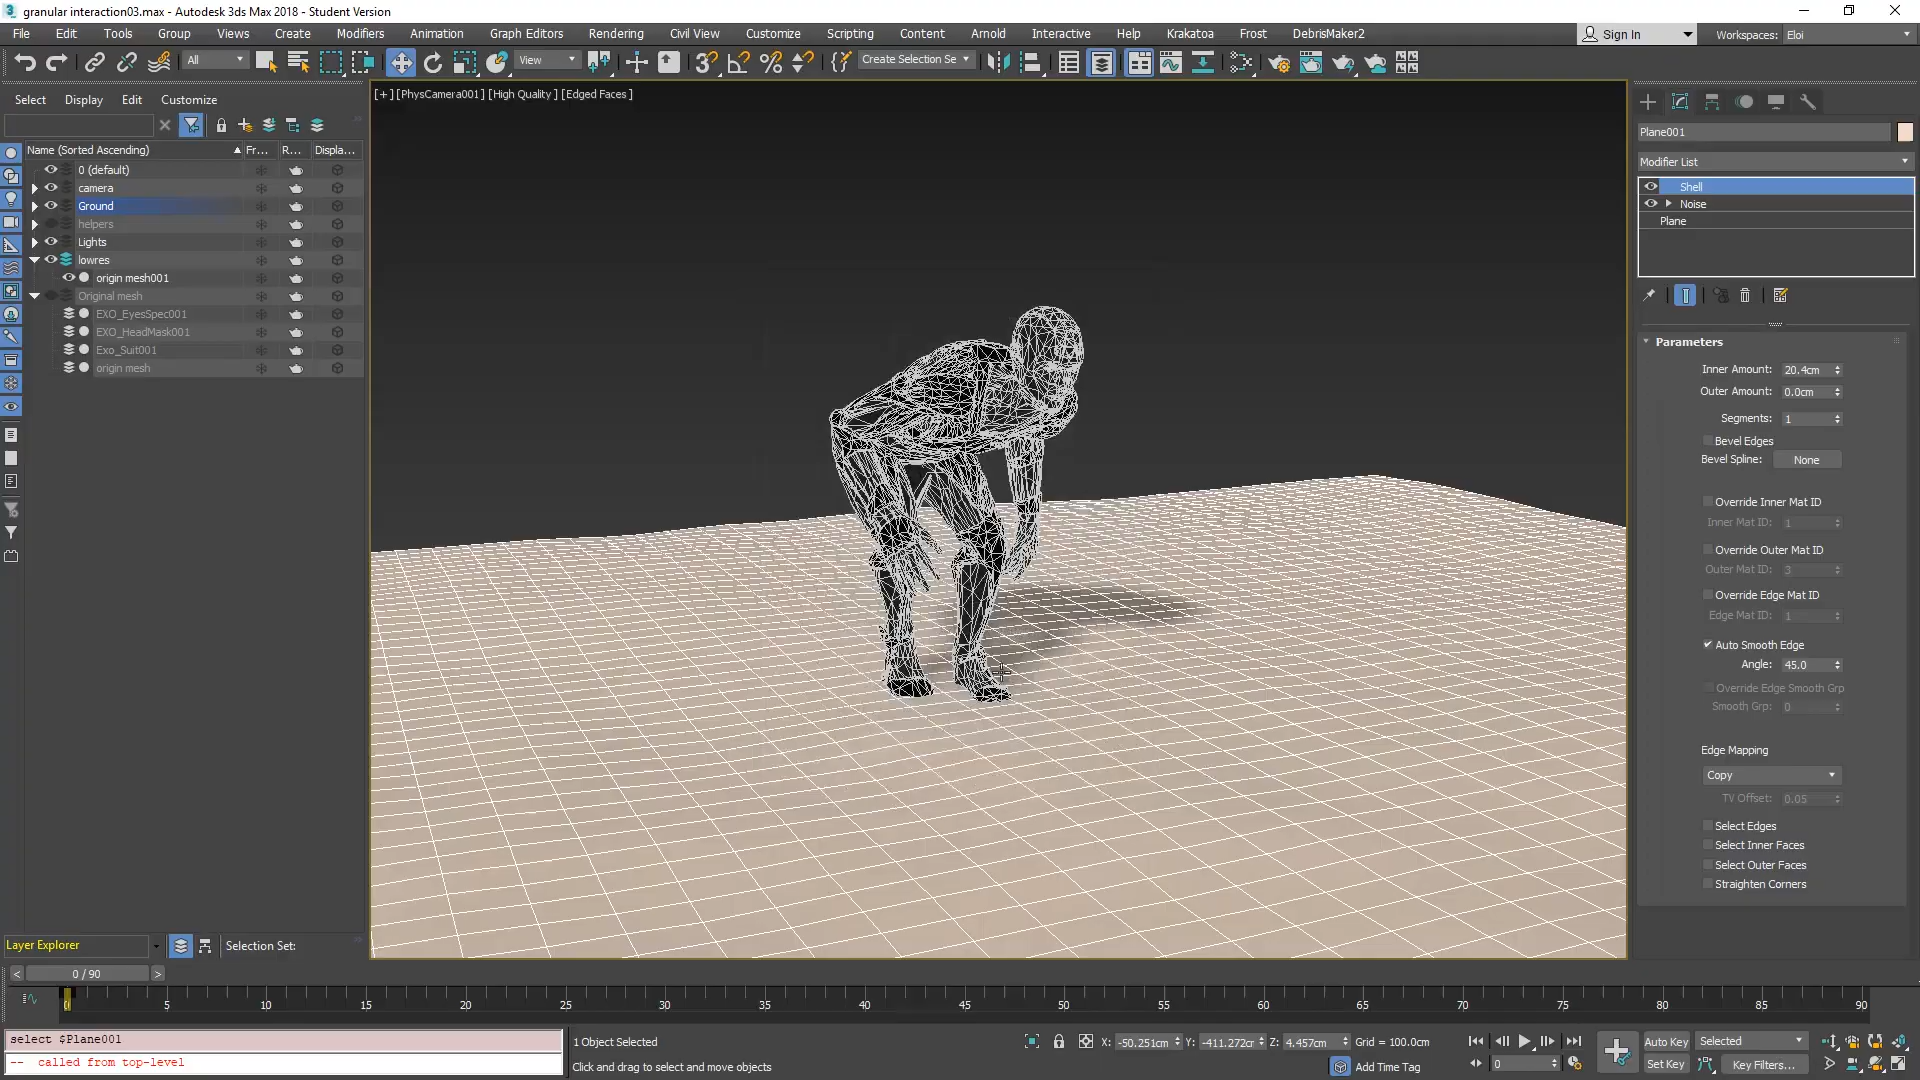 granular interaction03.max - Autodesk 3ds Max 2018 - Student Version
File Edit Tools Group Views Create Modifiers Animation Graph Editors Rendering Civil View Customize Scripting Content Arnold Interactive Help Krakatoa Frost DebrisMaker2 Sign In Workspaces: Eloi
All View Create Selection Se
Select Display Edit Customize
[+] [PhysCamera001] [High Quality] [Edged Faces]
Name (Sorted Ascending) Fr... R... Displa...
0 (default)
camera
Ground
helpers
Lights
lowres
origin mesh001
Original mesh
EXO_EyesSpec001
EXO_HeadMask001
Exo_Suit001
origin mesh
Plane001
Modifier List
Shell
Noise
Plane
Parameters
Inner Amount: 20.4cm
Outer Amount: 0.0cm
Segments: 1
Bevel Edges
Bevel Spline: None
Override Inner Mat ID
Inner Mat ID: 1
Override Outer Mat ID
Outer Mat ID: 3
Override Edge Mat ID
Edge Mat ID: 1
Auto Smooth Edge
Angle: 45.0
Override Edge Smooth Grp
Smooth Grp: 0
Edge Mapping
Copy
TV Offset: 0.05
Select Edges
Select Inner Faces
Select Outer Faces
Straighten Corners
Layer Explorer Selection Set:
< 0 / 90 >
0 5 10 15 20 25 30 35 40 45 50 55 60 65 70 75 80 85 90
select $Plane001
-- called from top-level
1 Object Selected X: -50.251cm Y: -411.272cm Z: 4.457cm Grid = 100.0cm Auto Key Selected
Click and drag to select and move objects Add Time Tag 0 Set Key Key Filters...